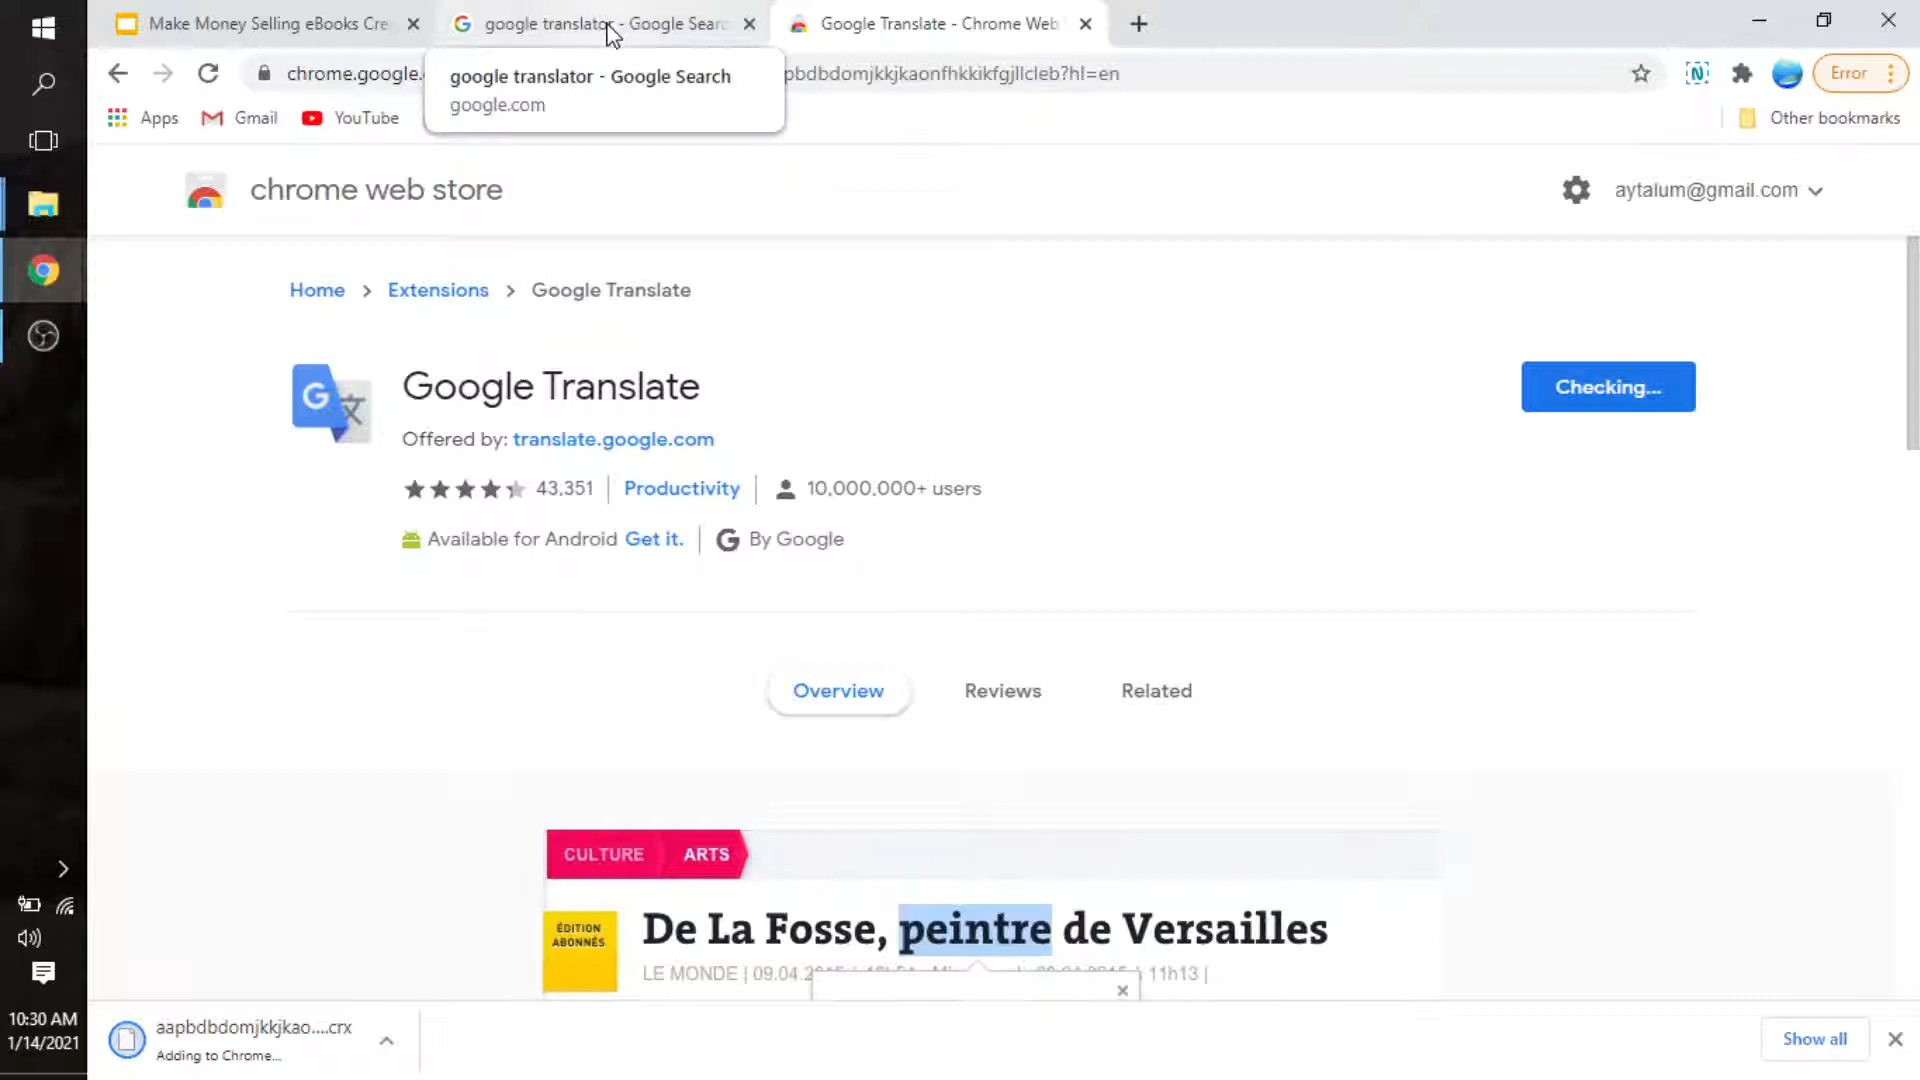 Make Money Selling eBooks Cre
google translator - Google Sear
Google Translate - Chrome Web
chrome.google.
pbdbdomjkkjkaonfhkkikfgjllcleb?hl=en
Error
google translator - Google Search
google.com
Apps
Gmail
YouTube
Other bookmarks
chrome web store
aytalum@gmail.com
Home > Extensions > Google Translate
Google Translate
Checking...
Offered by: translate.google.com
43,351
Productivity
10,000,000+ users
Available for Android Get it.
By Google
Overview
Reviews
Related
CULTURE
ARTS
ÉDITION
ABONNÉS
De La Fosse, peintre de Versailles
LE MONDE | 09.04.2
11h13 |
10:30 AM
1/14/2021
aapbdbdomjkkjkao....crx
Adding to Chrome...
Show all